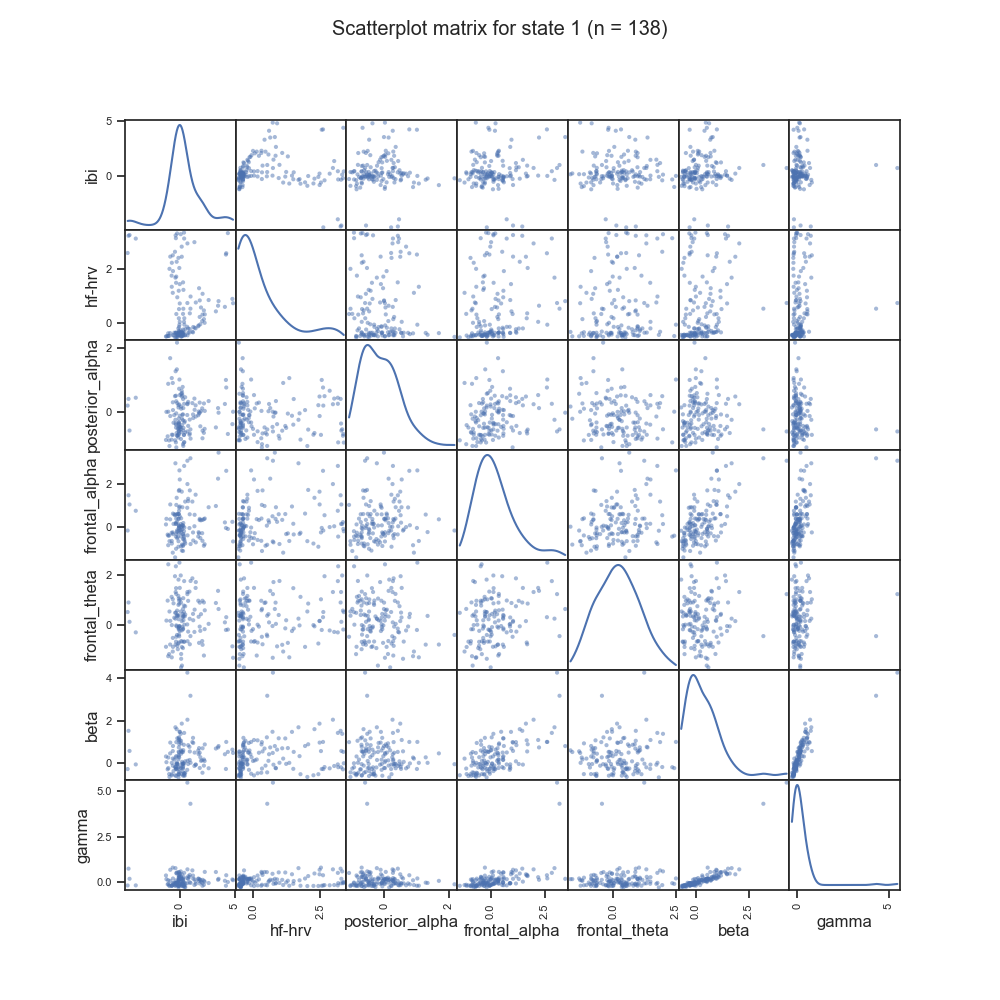 Scatterplot matrix for state 1 (n = 138)
5
0
ibi
2
0
hf-hrv
2
0
posterior_alpha
2
0
frontal_alpha
2
0
frontal_theta
4
2
0
beta
5.0
2.5
0.0
gamma
0 5 0.0 2.5 0 2 0.0 2.5 0.0 2.5 0.0 2.5 0 5
ibi hf-hrv posterior_alpha frontal_alpha frontal_theta beta gamma